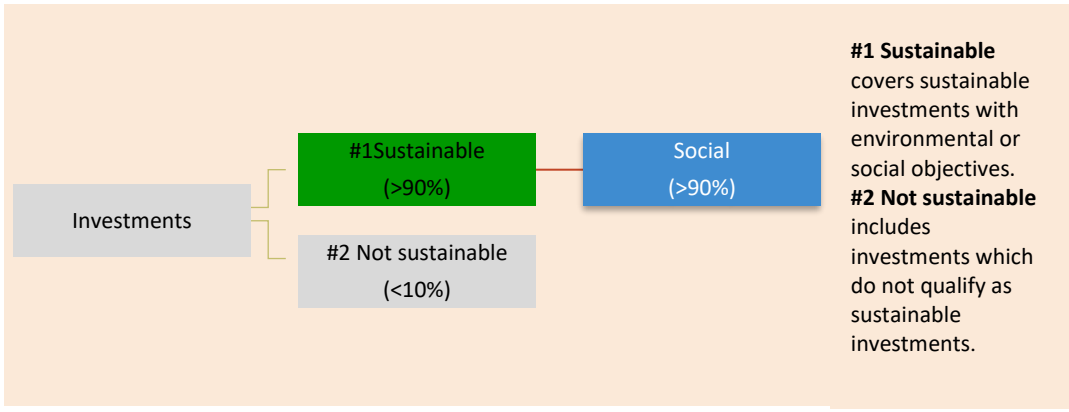 Investments
#1Sustainable
(>90%)
Social
(>90%)
#2 Not sustainable
(<10%)
#1 Sustainable
covers sustainable
investments with
environmental or
social objectives.
#2 Not sustainable
includes
investments which
do not qualify as
sustainable
investments.